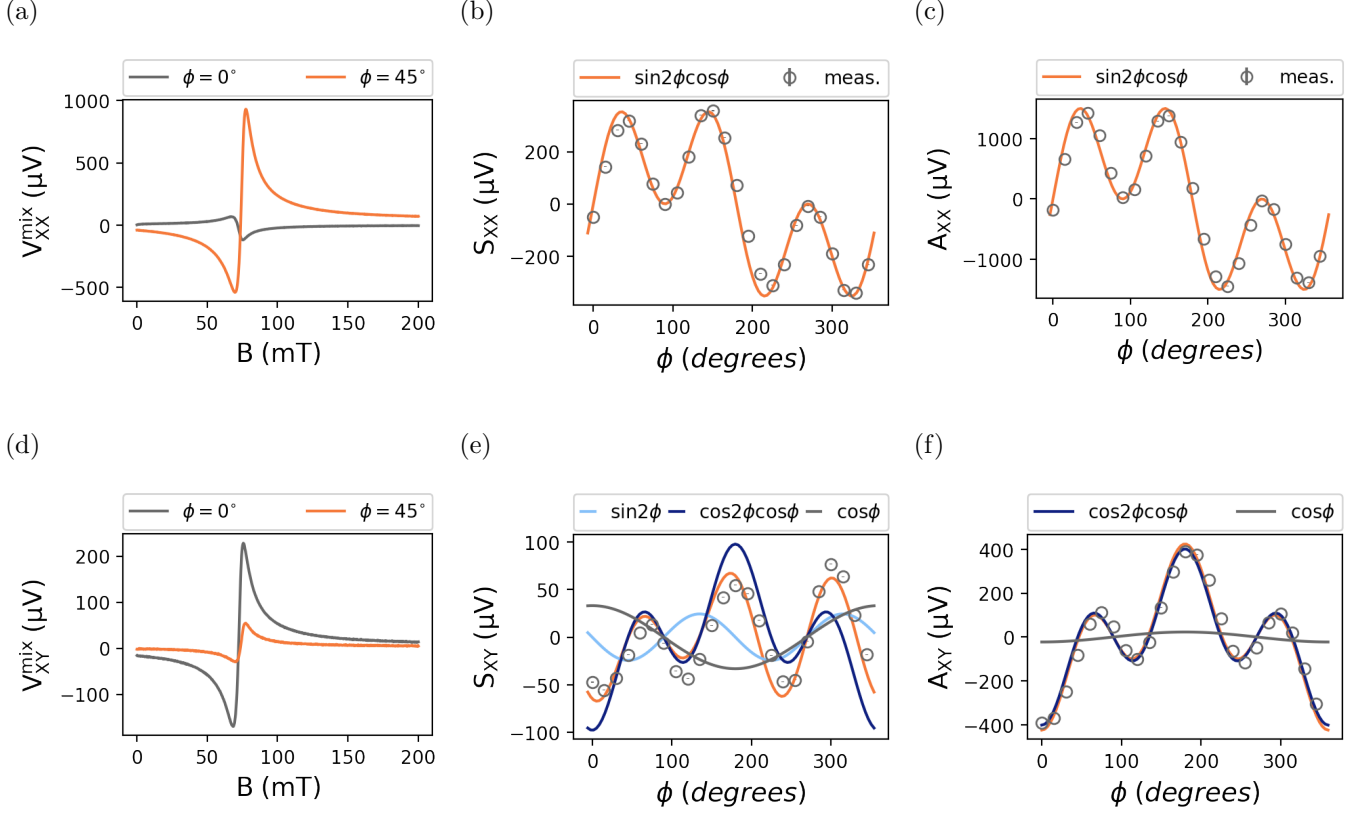 (a)
ϕ = 0° ϕ = 45°
1000
500
0
−500
V_XX^mix (μV)
0 50 100 150 200
B (mT)
(b)
sin2ϕcosϕ meas.
200
0
−200
S_XX (μV)
0 100 200 300
ϕ (degrees)
(c)
sin2ϕcosϕ meas.
1000
0
−1000
A_XX (μV)
0 100 200 300
ϕ (degrees)
(d)
ϕ = 0° ϕ = 45°
200
100
0
−100
V_XY^mix (μV)
0 50 100 150 200
B (mT)
(e)
sin2ϕ cos2ϕcosϕ cosϕ
100
50
0
−50
−100
S_XY (μV)
0 100 200 300
ϕ (degrees)
(f)
cos2ϕcosϕ cosϕ
400
200
0
−200
−400
A_XY (μV)
0 100 200 300
ϕ (degrees)